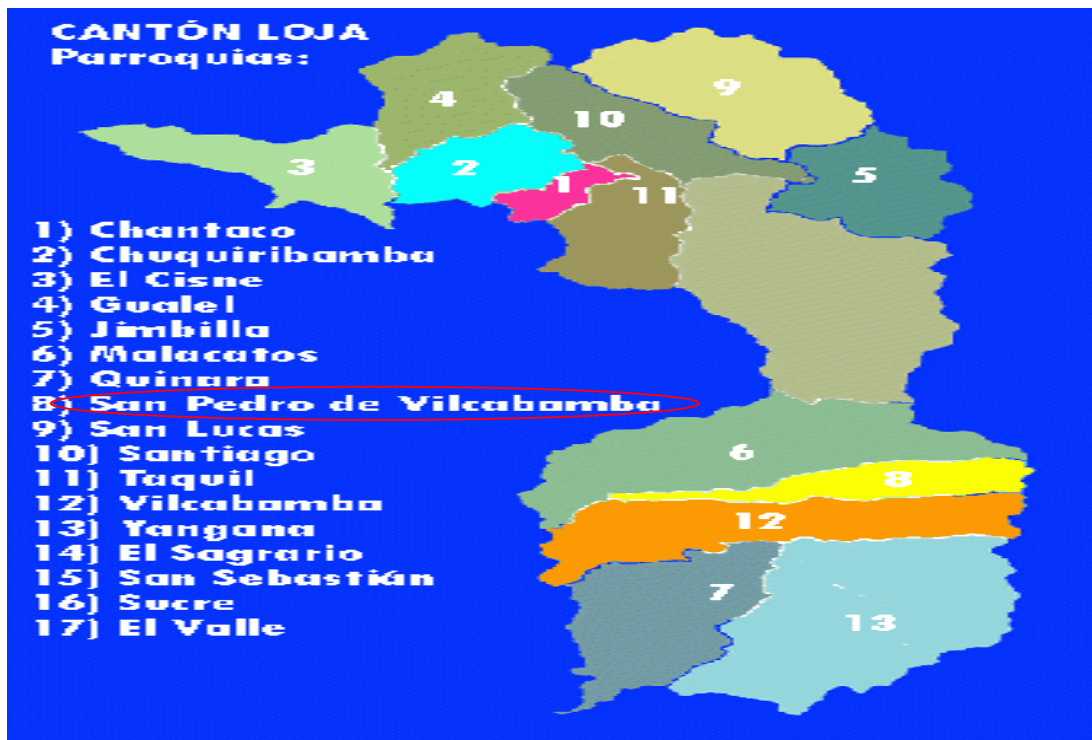 CANTÓN LOJA
Parroquias:
9
4
10
2
3
1
5
11
1) Chantaco
2) Chuquiribamba
3) El Cisne
4) Gualel
5) Jimbilla
6) Malacatos
7) Quinara
8) San Pedro de Vilcabamba
9) San Lucas
10) Santiago
11) Taquil
12) Vilcabamba
13) Yangana
14) El Sagrario
15) San Sebastián
16) Sucre
17) El Valle
6
8
12
7
13